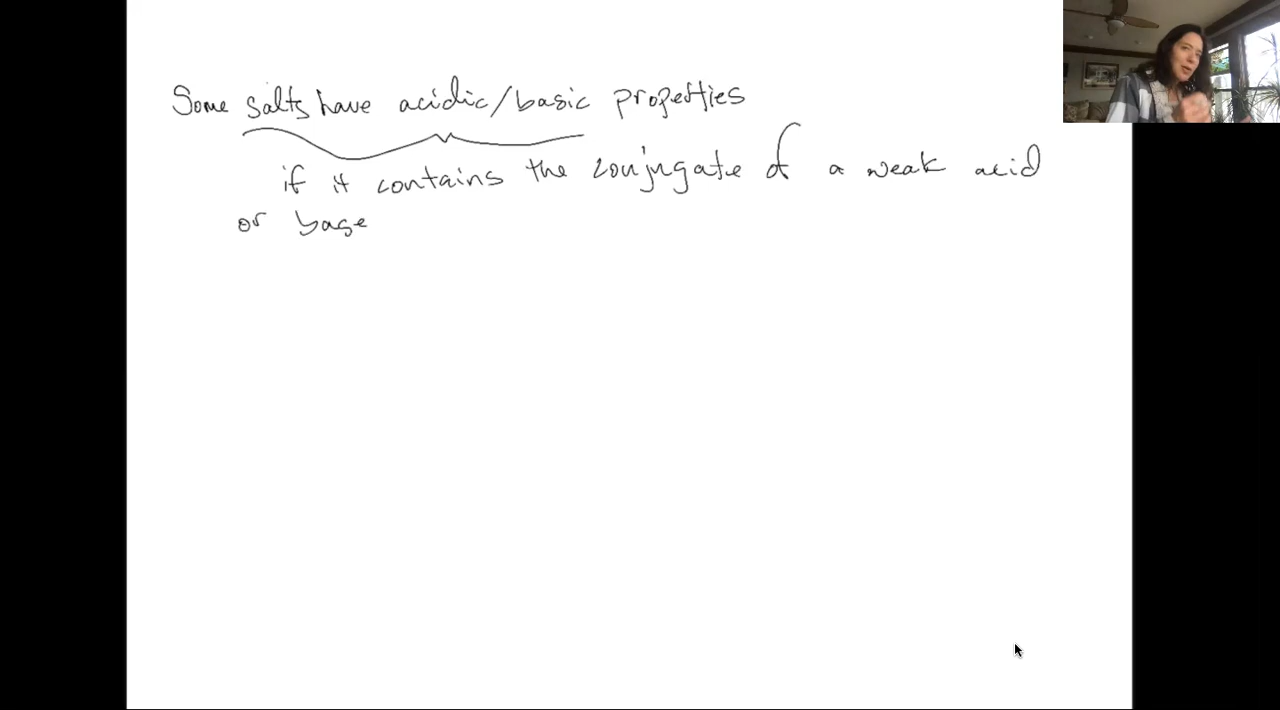 Some salts have acidic/basic properties
if it contains the conjugate of a weak acid
or base